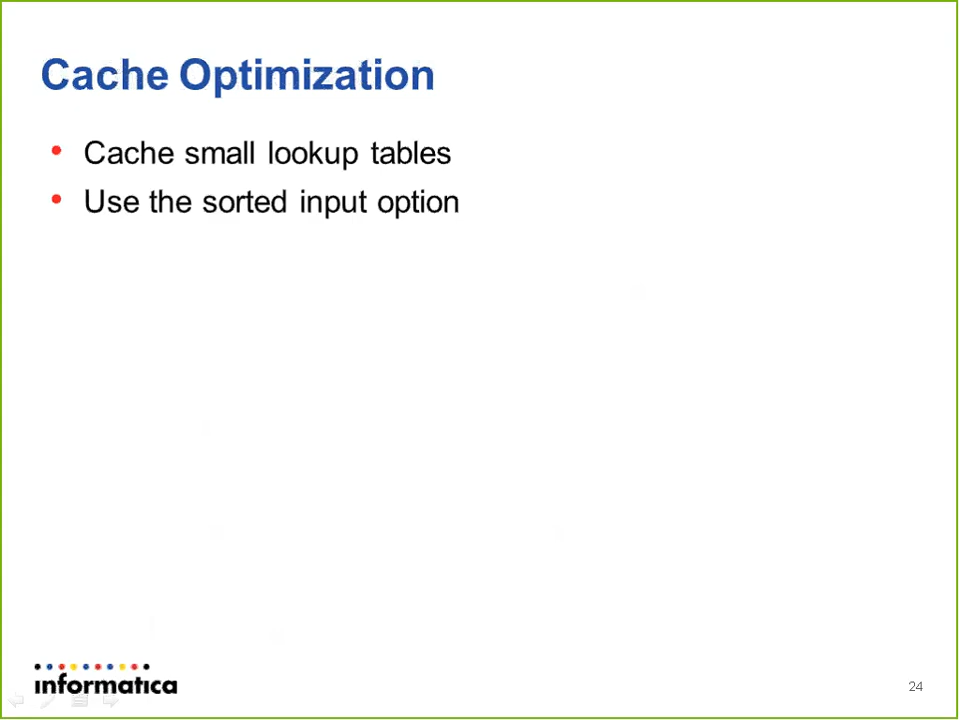 Cache Optimization
• Cache small lookup tables
• Use the sorted input option
informatica
24